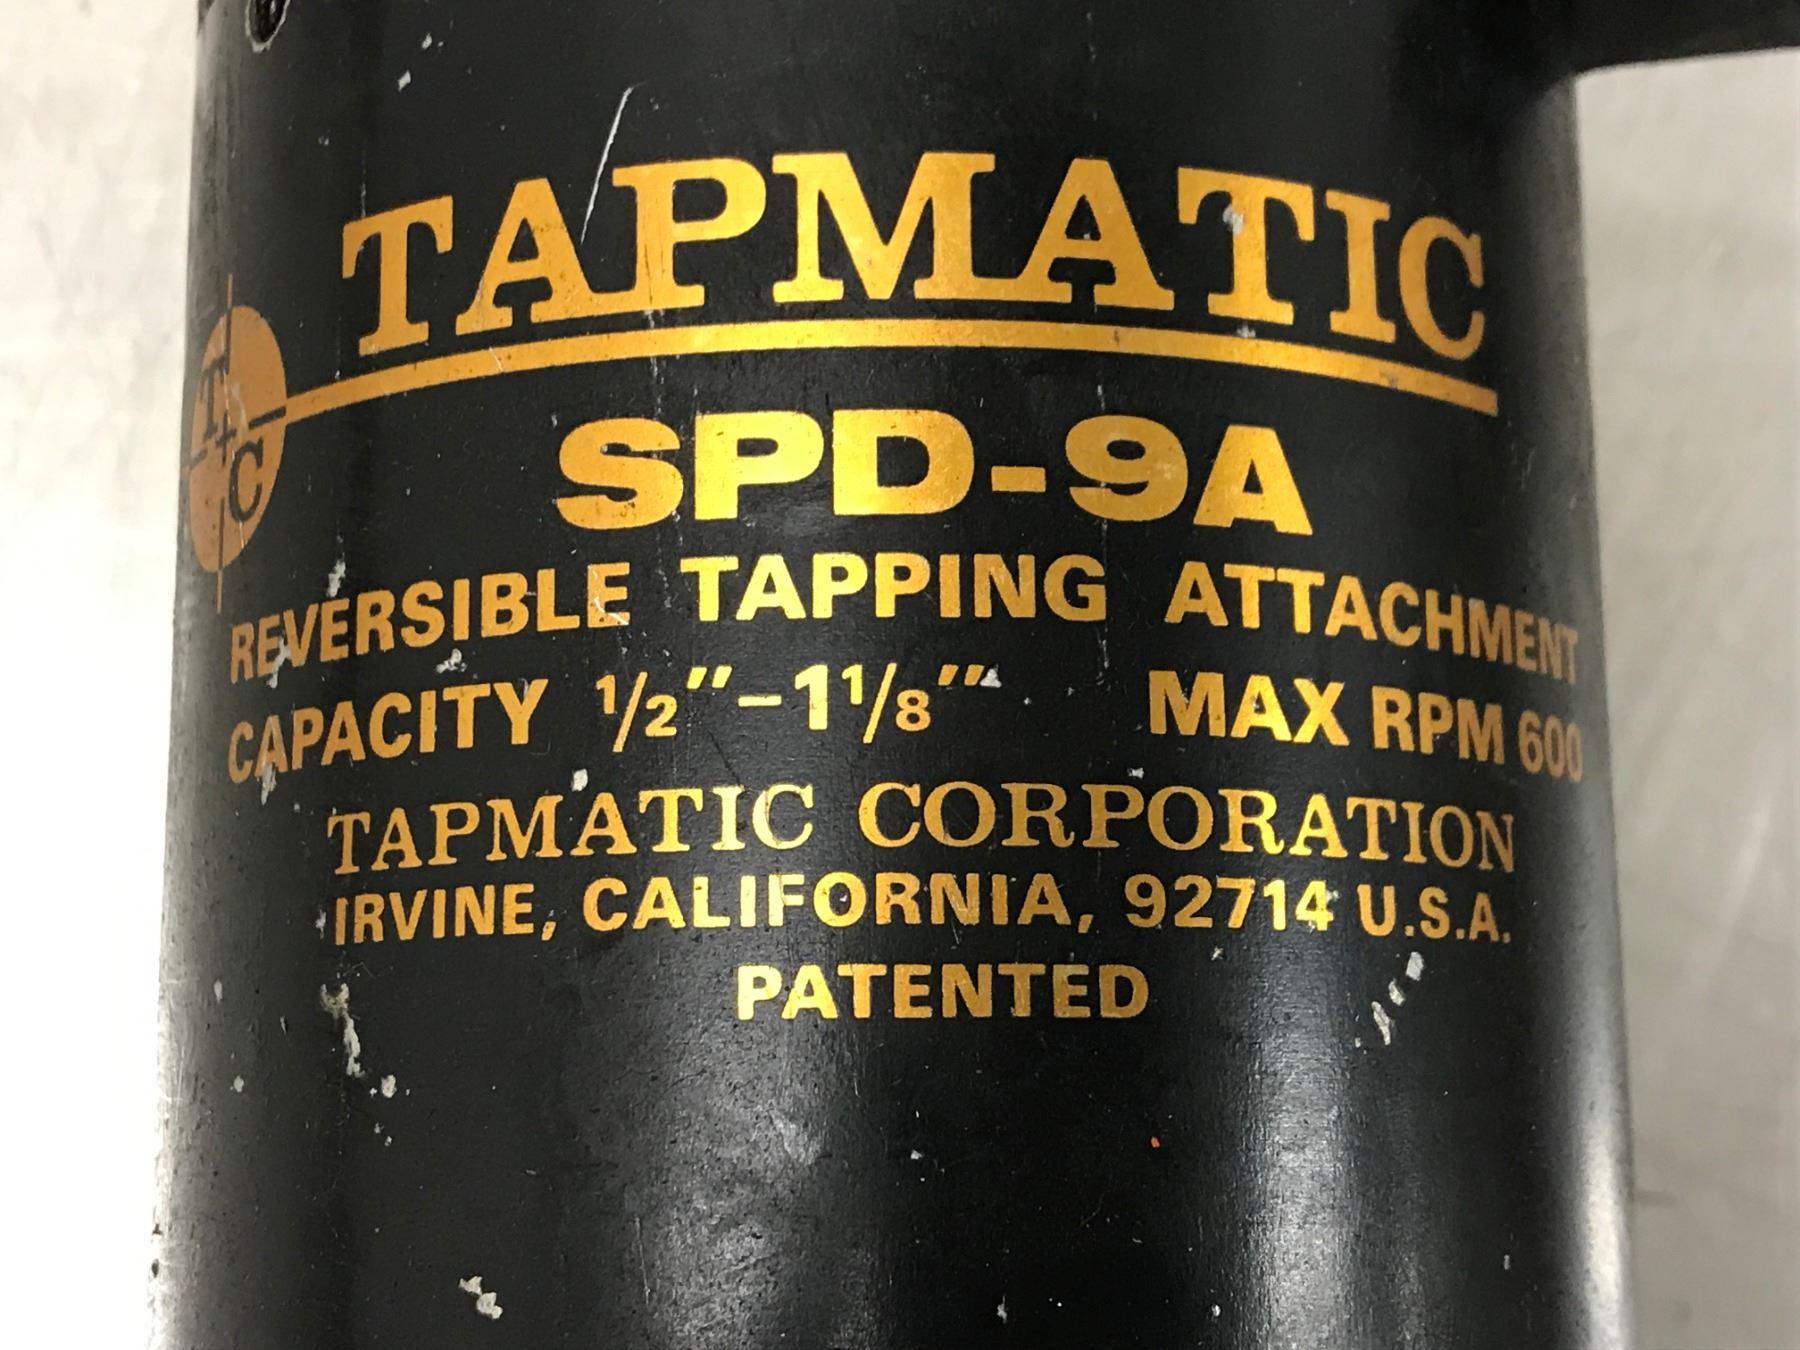 TAPMATIC
T
C
SPD-9A
REVERSIBLE TAPPING ATTACHMENT
CAPACITY 1/2"-1 1/8" MAX RPM 600
TAPMATIC CORPORATION
IRVINE, CALIFORNIA, 92714 U.S.A.
PATENTED